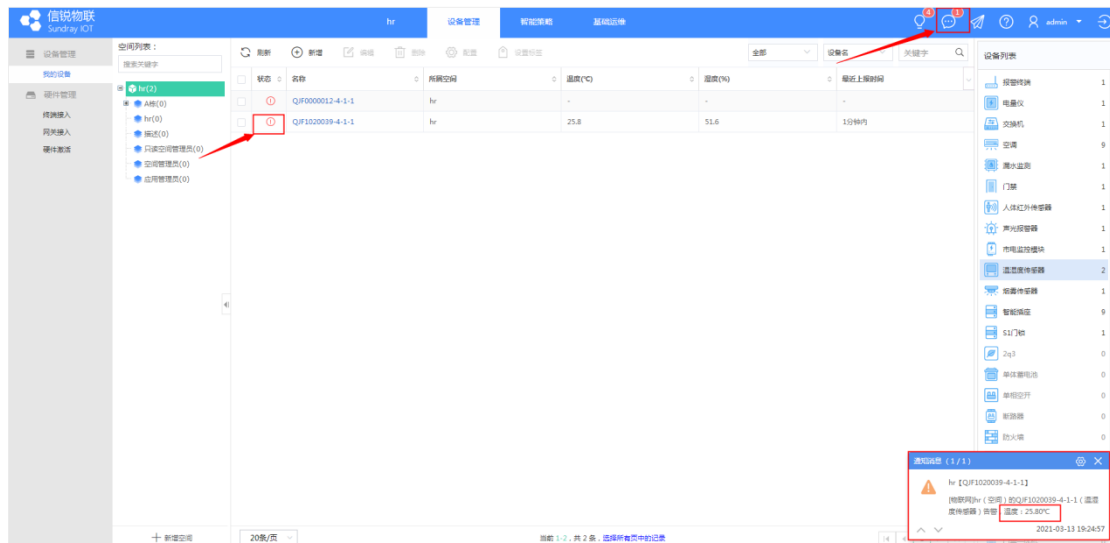 信锐物联
Sundray IOT
hr
设备管理
智能策略
基础运维
4
1
admin
设备管理
我的设备
硬件管理
终端接入
网关接入
硬件激活
空间列表：
搜索关键字
hr(2)
A栋(0)
hr(0)
描述(0)
只读空间管理员(0)
空间管理员(0)
应用管理员(0)
新增空间
刷新 新增 编辑 删除 配置 设置标签
全部 设备名 关键字
状态 名称 所属空间 温度(℃) 湿度(%) 最近上报时间
QJF0000012-4-1-1 hr - - -
QJF1020039-4-1-1 hr 25.8 51.6 1分钟内
20条/页
当前 1-2，共 2 条，选择所有页中的记录
设备列表
报警终端 1
电量仪 1
交换机 1
空调 9
漏水监测 1
门禁 1
人体红外传感器 1
声光报警器 1
市电监控模块 1
温湿度传感器 2
烟雾传感器 1
智能插座 9
S1门锁 1
2q3 0
单体蓄电池 0
单相空开 0
断路器 0
防火墙 0
通知消息（1/1）
hr【QJF1020039-4-1-1】
[物联网]hr（空间）的QJF1020039-4-1-1（温湿
度传感器）告警，温度：25.80℃
2021-03-13 19:24:57